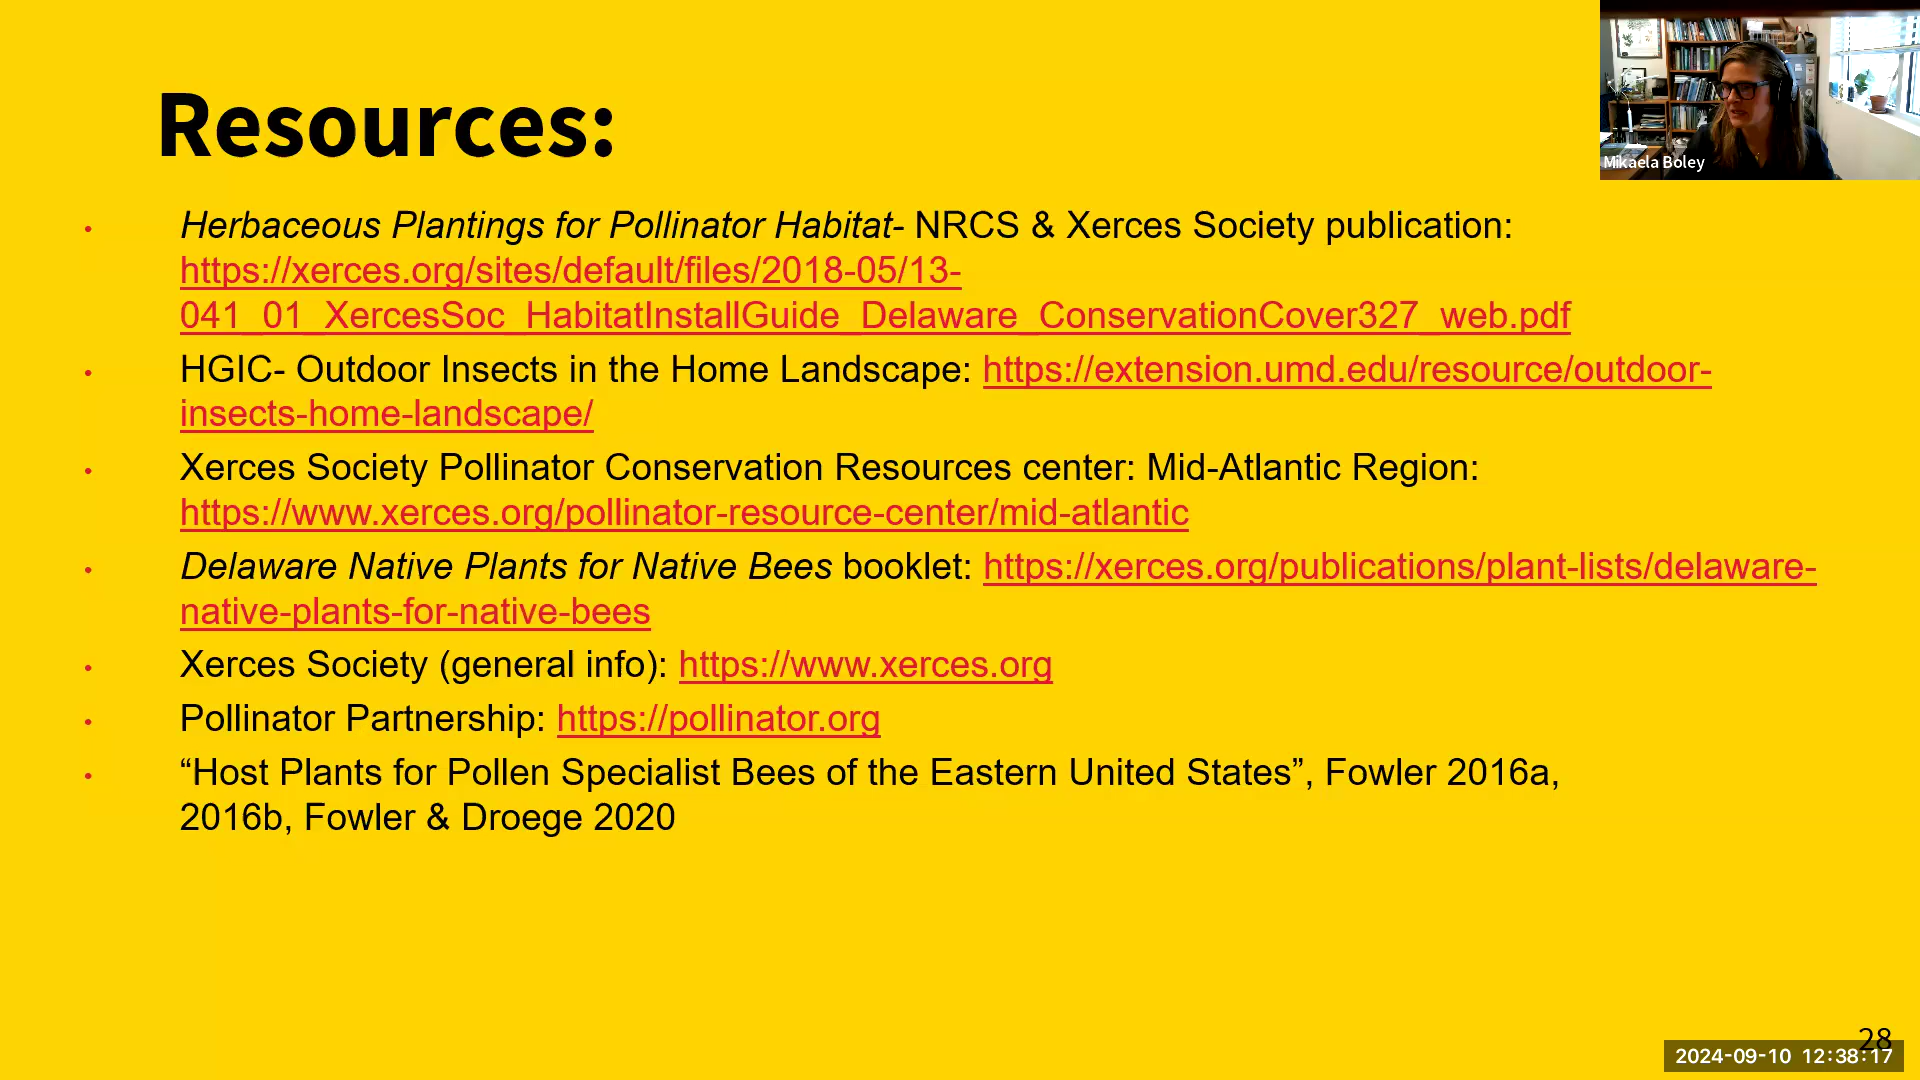 Resources:
Mikaela Boley
• Herbaceous Plantings for Pollinator Habitat- NRCS & Xerces Society publication:
https://xerces.org/sites/default/files/2018-05/13-
041_01_XercesSoc_HabitatInstallGuide_Delaware_ConservationCover327_web.pdf
• HGIC- Outdoor Insects in the Home Landscape: https://extension.umd.edu/resource/outdoor-
insects-home-landscape/
• Xerces Society Pollinator Conservation Resources center: Mid-Atlantic Region:
https://www.xerces.org/pollinator-resource-center/mid-atlantic
• Delaware Native Plants for Native Bees booklet: https://xerces.org/publications/plant-lists/delaware-
native-plants-for-native-bees
• Xerces Society (general info): https://www.xerces.org
• Pollinator Partnership: https://pollinator.org
• “Host Plants for Pollen Specialist Bees of the Eastern United States”, Fowler 2016a,
2016b, Fowler & Droege 2020
28
2024-09-10 12:38:17